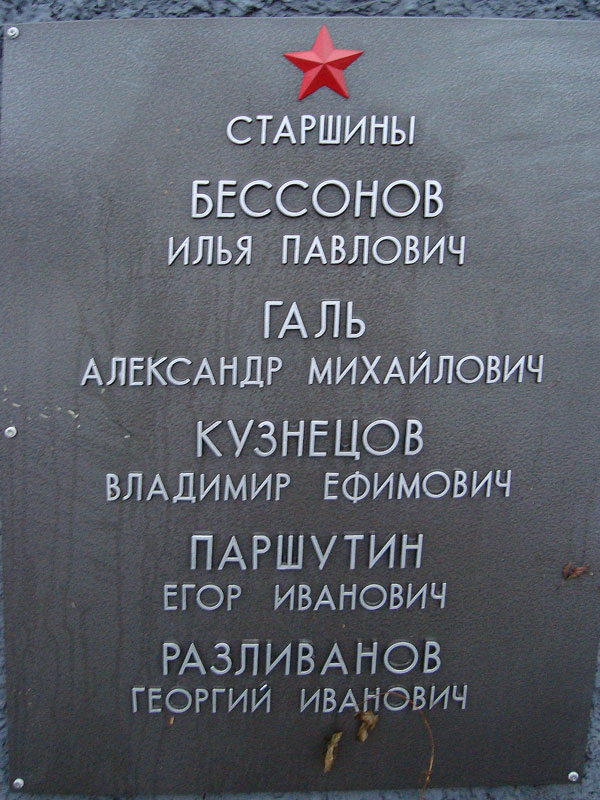 СТАРШИНЫ
БЕССОНОВ
ИЛЬЯ ПАВЛОВИЧ
ГАЛЬ
АЛЕКСАНДР МИХАЙЛОВИЧ
КУЗНЕЦОВ
ВЛАДИМИР ЕФИМОВИЧ
ПАРШУТИН
ЕГОР ИВАНОВИЧ
РАЗЛИВАНОВ
ГЕОРГИЙ ИВАНОВИЧ